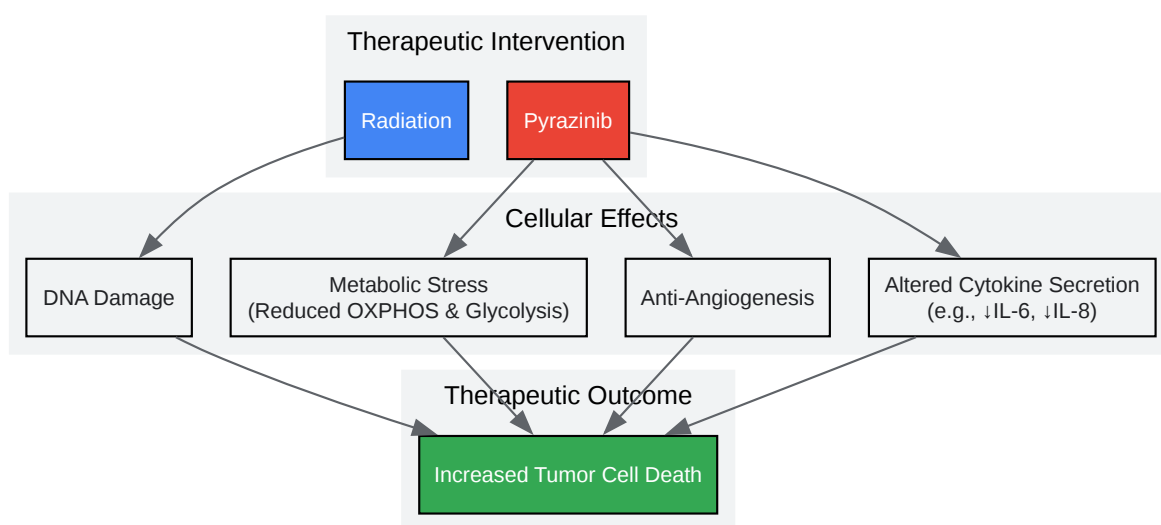 Therapeutic Intervention
Radiation
Pyrazinib
Cellular Effects
DNA Damage
Metabolic Stress
(Reduced OXPHOS & Glycolysis)
Anti-Angiogenesis
Altered Cytokine Secretion
(e.g., ↓IL-6, ↓IL-8)
Therapeutic Outcome
Increased Tumor Cell Death